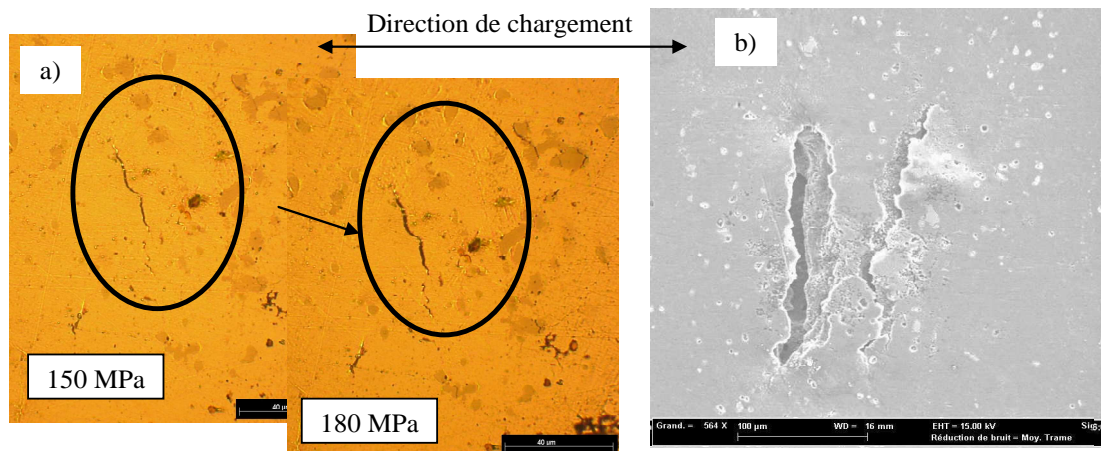 Direction de chargement
a)
b)
150 MPa
40 µm
180 MPa
40 µm
Grand. = 564 X 100 µm WD = 16 mm EHT = 15.00 kV
Réduction de bruit = Moy. Trame